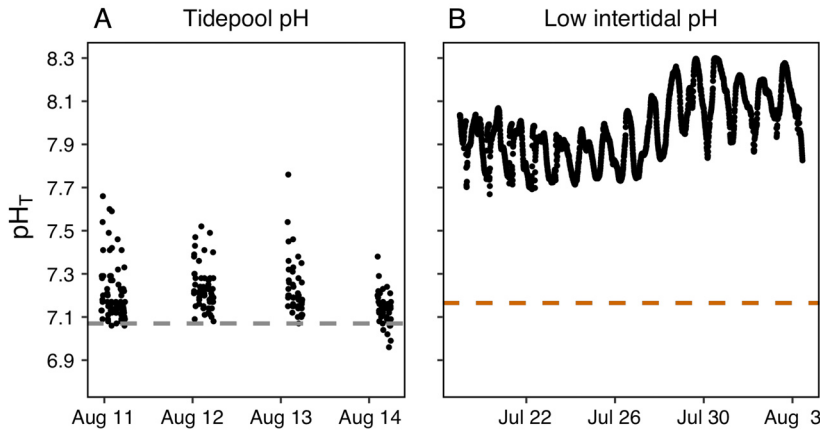 A Tidepool pH
B Low intertidal pH
pHT
8.3
8.1
7.9
7.7
7.5
7.3
7.1
6.9
Aug 11 Aug 12 Aug 13 Aug 14
Jul 22 Jul 26 Jul 30 Aug 3